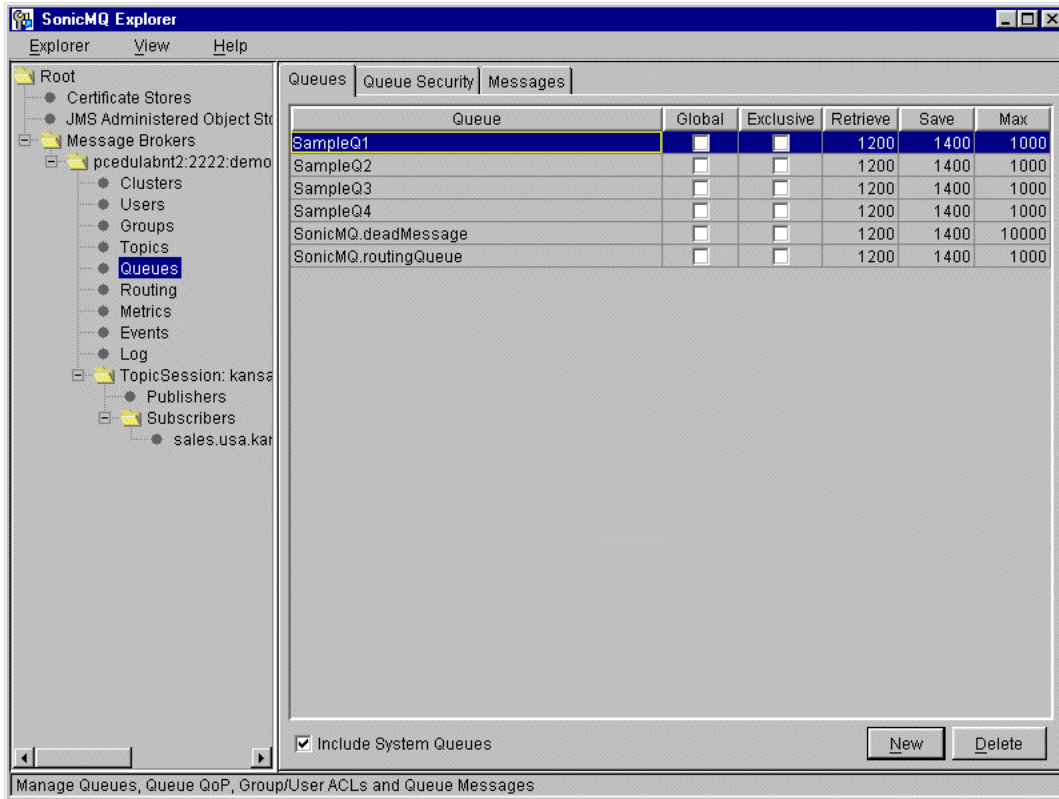 SonicMQ Explorer
Explorer View Help
Root
Certificate Stores
JMS Administered Object Sto
Message Brokers
pcedulabnt2:2222:demo
Clusters
Users
Groups
Topics
Queues
Routing
Metrics
Events
Log
TopicSession: kansa
Publishers
Subscribers
sales.usa.kan
Queues Queue Security Messages
Queue Global Exclusive Retrieve Save Max
SampleQ1 1200 1400 1000
SampleQ2 1200 1400 1000
SampleQ3 1200 1400 1000
SampleQ4 1200 1400 1000
SonicMQ.deadMessage 1200 1400 10000
SonicMQ.routingQueue 1200 1400 1000
Include System Queues
New Delete
Manage Queues, Queue QoP, Group/User ACLs and Queue Messages